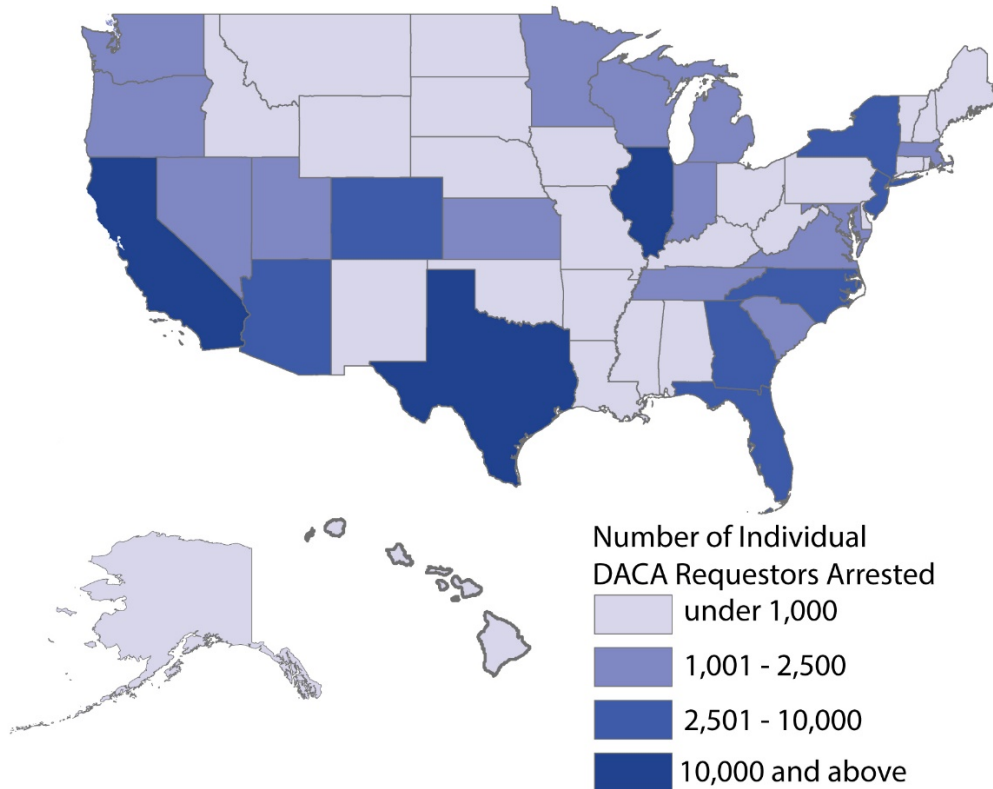 Number of Individual
DACA Requestors Arrested
under 1,000
1,001 - 2,500
2,501 - 10,000
10,000 and above